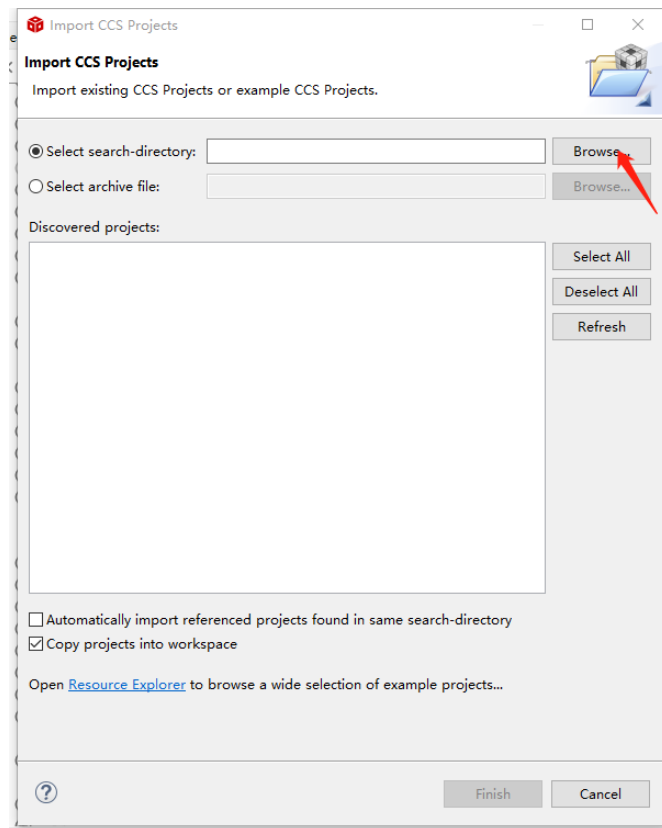 Import CCS Projects
Import CCS Projects
Import existing CCS Projects or example CCS Projects.
Select search-directory: Browse...
Select archive file: Browse...
Discovered projects:
Select All
Deselect All
Refresh
Automatically import referenced projects found in same search-directory
Copy projects into workspace
Open Resource Explorer to browse a wide selection of example projects...
? Finish Cancel